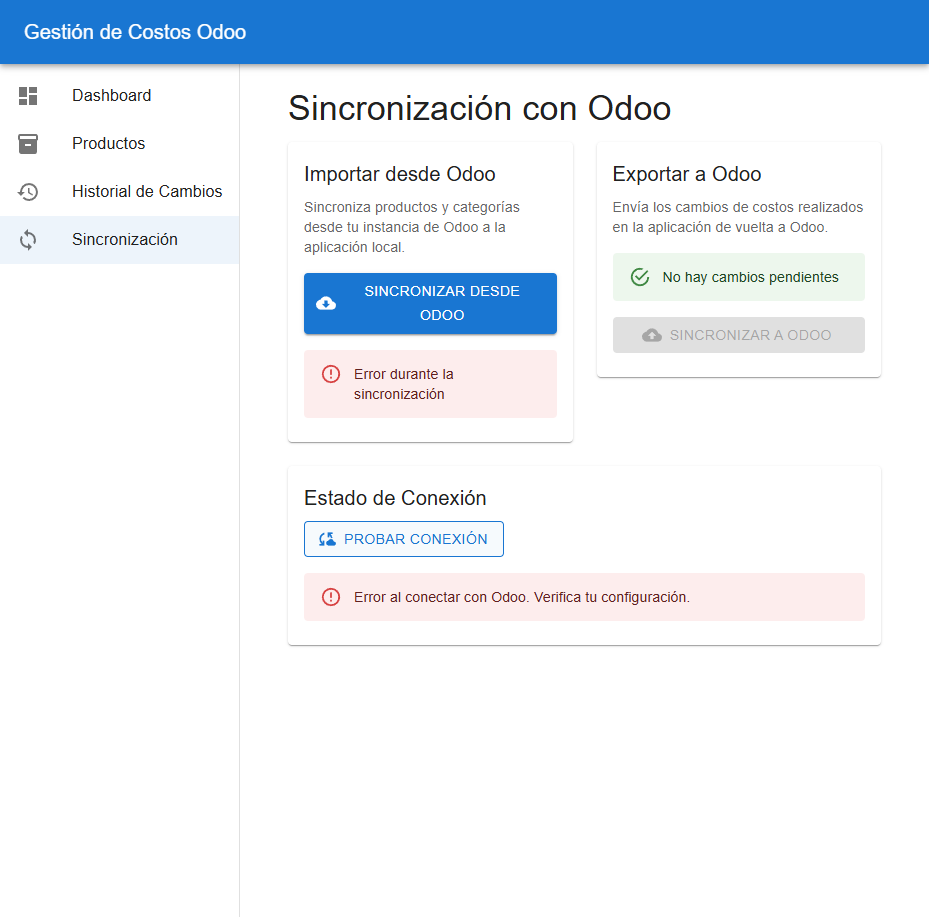 Gestión de Costos Odoo
Dashboard
Productos
Historial de Cambios
Sincronización
Sincronización con Odoo
Importar desde Odoo
Sincroniza productos y categorías
desde tu instancia de Odoo a la
aplicación local.
SINCRONIZAR DESDE
ODOO
Error durante la
sincronización
Exportar a Odoo
Envía los cambios de costos realizados
en la aplicación de vuelta a Odoo.
No hay cambios pendientes
SINCRONIZAR A ODOO
Estado de Conexión
PROBAR CONEXIÓN
Error al conectar con Odoo. Verifica tu configuración.